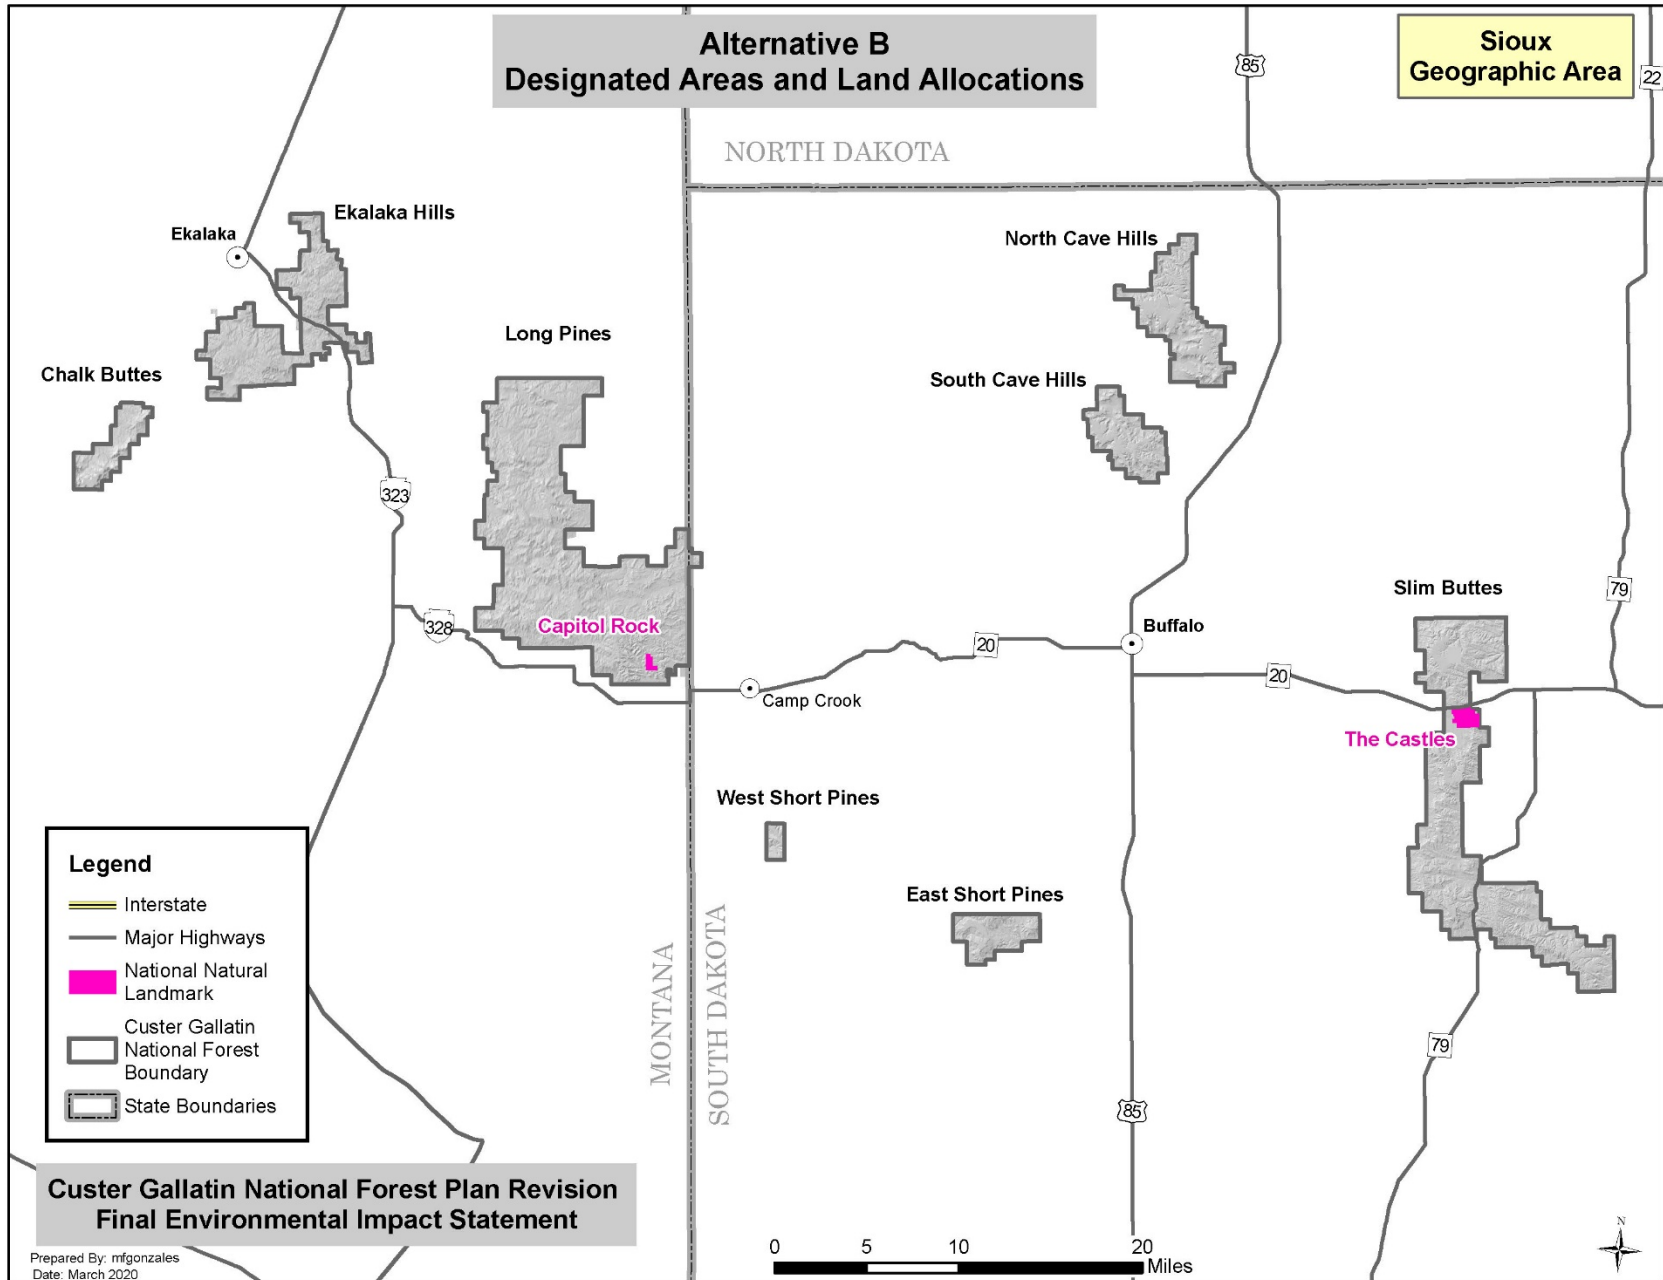 Alternative B
Designated Areas and Land Allocations
Sioux
Geographic Area
85
22
NORTH DAKOTA
Ekalaka Hills
Ekalaka
North Cave Hills
Long Pines
Chalk Buttes
South Cave Hills
323
Slim Buttes
79
Capitol Rock
328
Buffalo
20
20
Camp Crook
The Castles
West Short Pines
East Short Pines
MONTANA
SOUTH DAKOTA
79
85
Legend
Interstate
Major Highways
National Natural
Landmark
Custer Gallatin
National Forest
Boundary
State Boundaries
Custer Gallatin National Forest Plan Revision
Final Environmental Impact Statement
Prepared By: mfgonzales
Date: March 2020
0 5 10 20
Miles
N